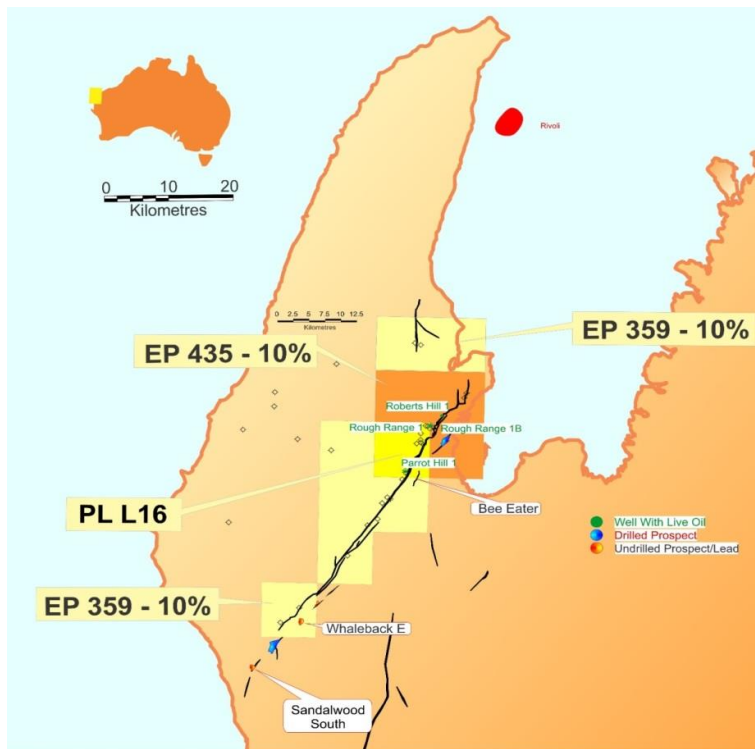 Rivoli
0 10 20
Kilometres
0 2.5 5 7.5 10 12.5
Kilometres
EP 359 - 10%
EP 435 - 10%
Roberts Hill 1
Rough Range 1
Rough Range 1B
Parrot Hill 1
PL L16
Bee Eater
Well With Live Oil
Drilled Prospect
Undrilled Prospect/Lead
EP 359 - 10%
Whaleback E
Sandalwood
South